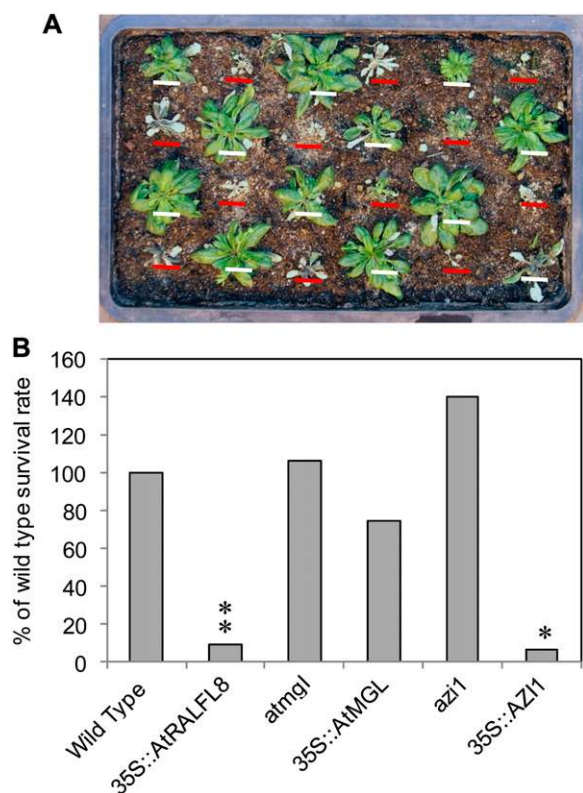 A
B
% of wild type survival rate
160
140
120
100
80
60
40
20
0
**
*
Wild Type
35S::AtRALFL8
atmgl
35S::AtMGL
azi1
35S::AZI1